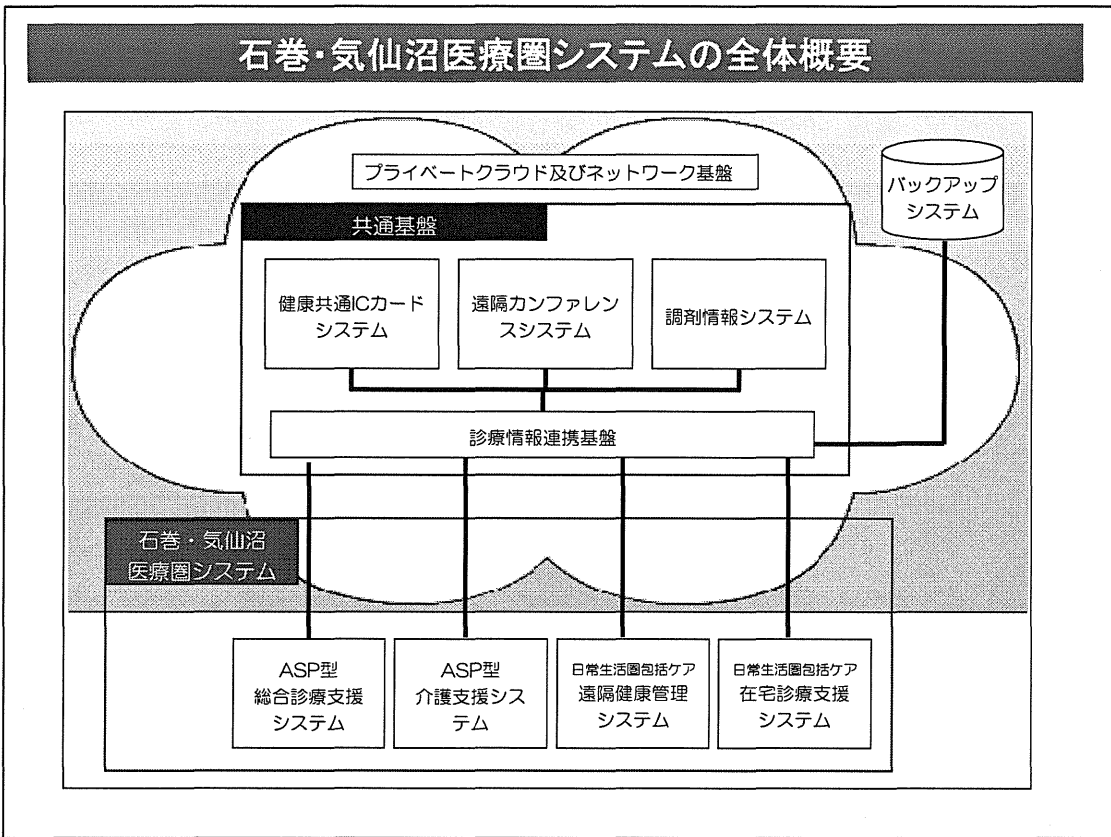 石巻・気仙沼医療圏システムの全体概要
プライベートクラウド及びネットワーク基盤
バックアップ
システム
共通基盤
健康共通ICカード
システム
遠隔カンファレン
スシステム
調剤情報システム
診療情報連携基盤
石巻・気仙沼
医療圏システム
ASP型
総合診療支援
システム
ASP型
介護支援シス
テム
日常生活圏包括ケア
遠隔健康管理
システム
日常生活圏包括ケア
在宅診療支援
システム